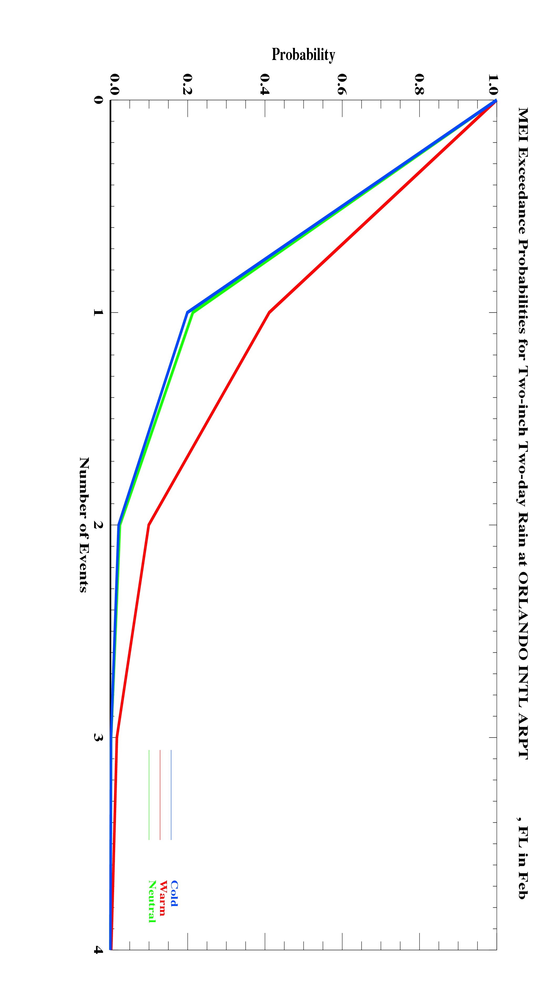 MEI Exceedance Probabilities for Two-inch Two-day Rain at ORLANDO INTL ARPT , FL in Feb
Probability
1.0
0.8
0.6
0.4
0.2
0.0
0
1
2
3
4
Number of Events
Cold
Warm
Neutral